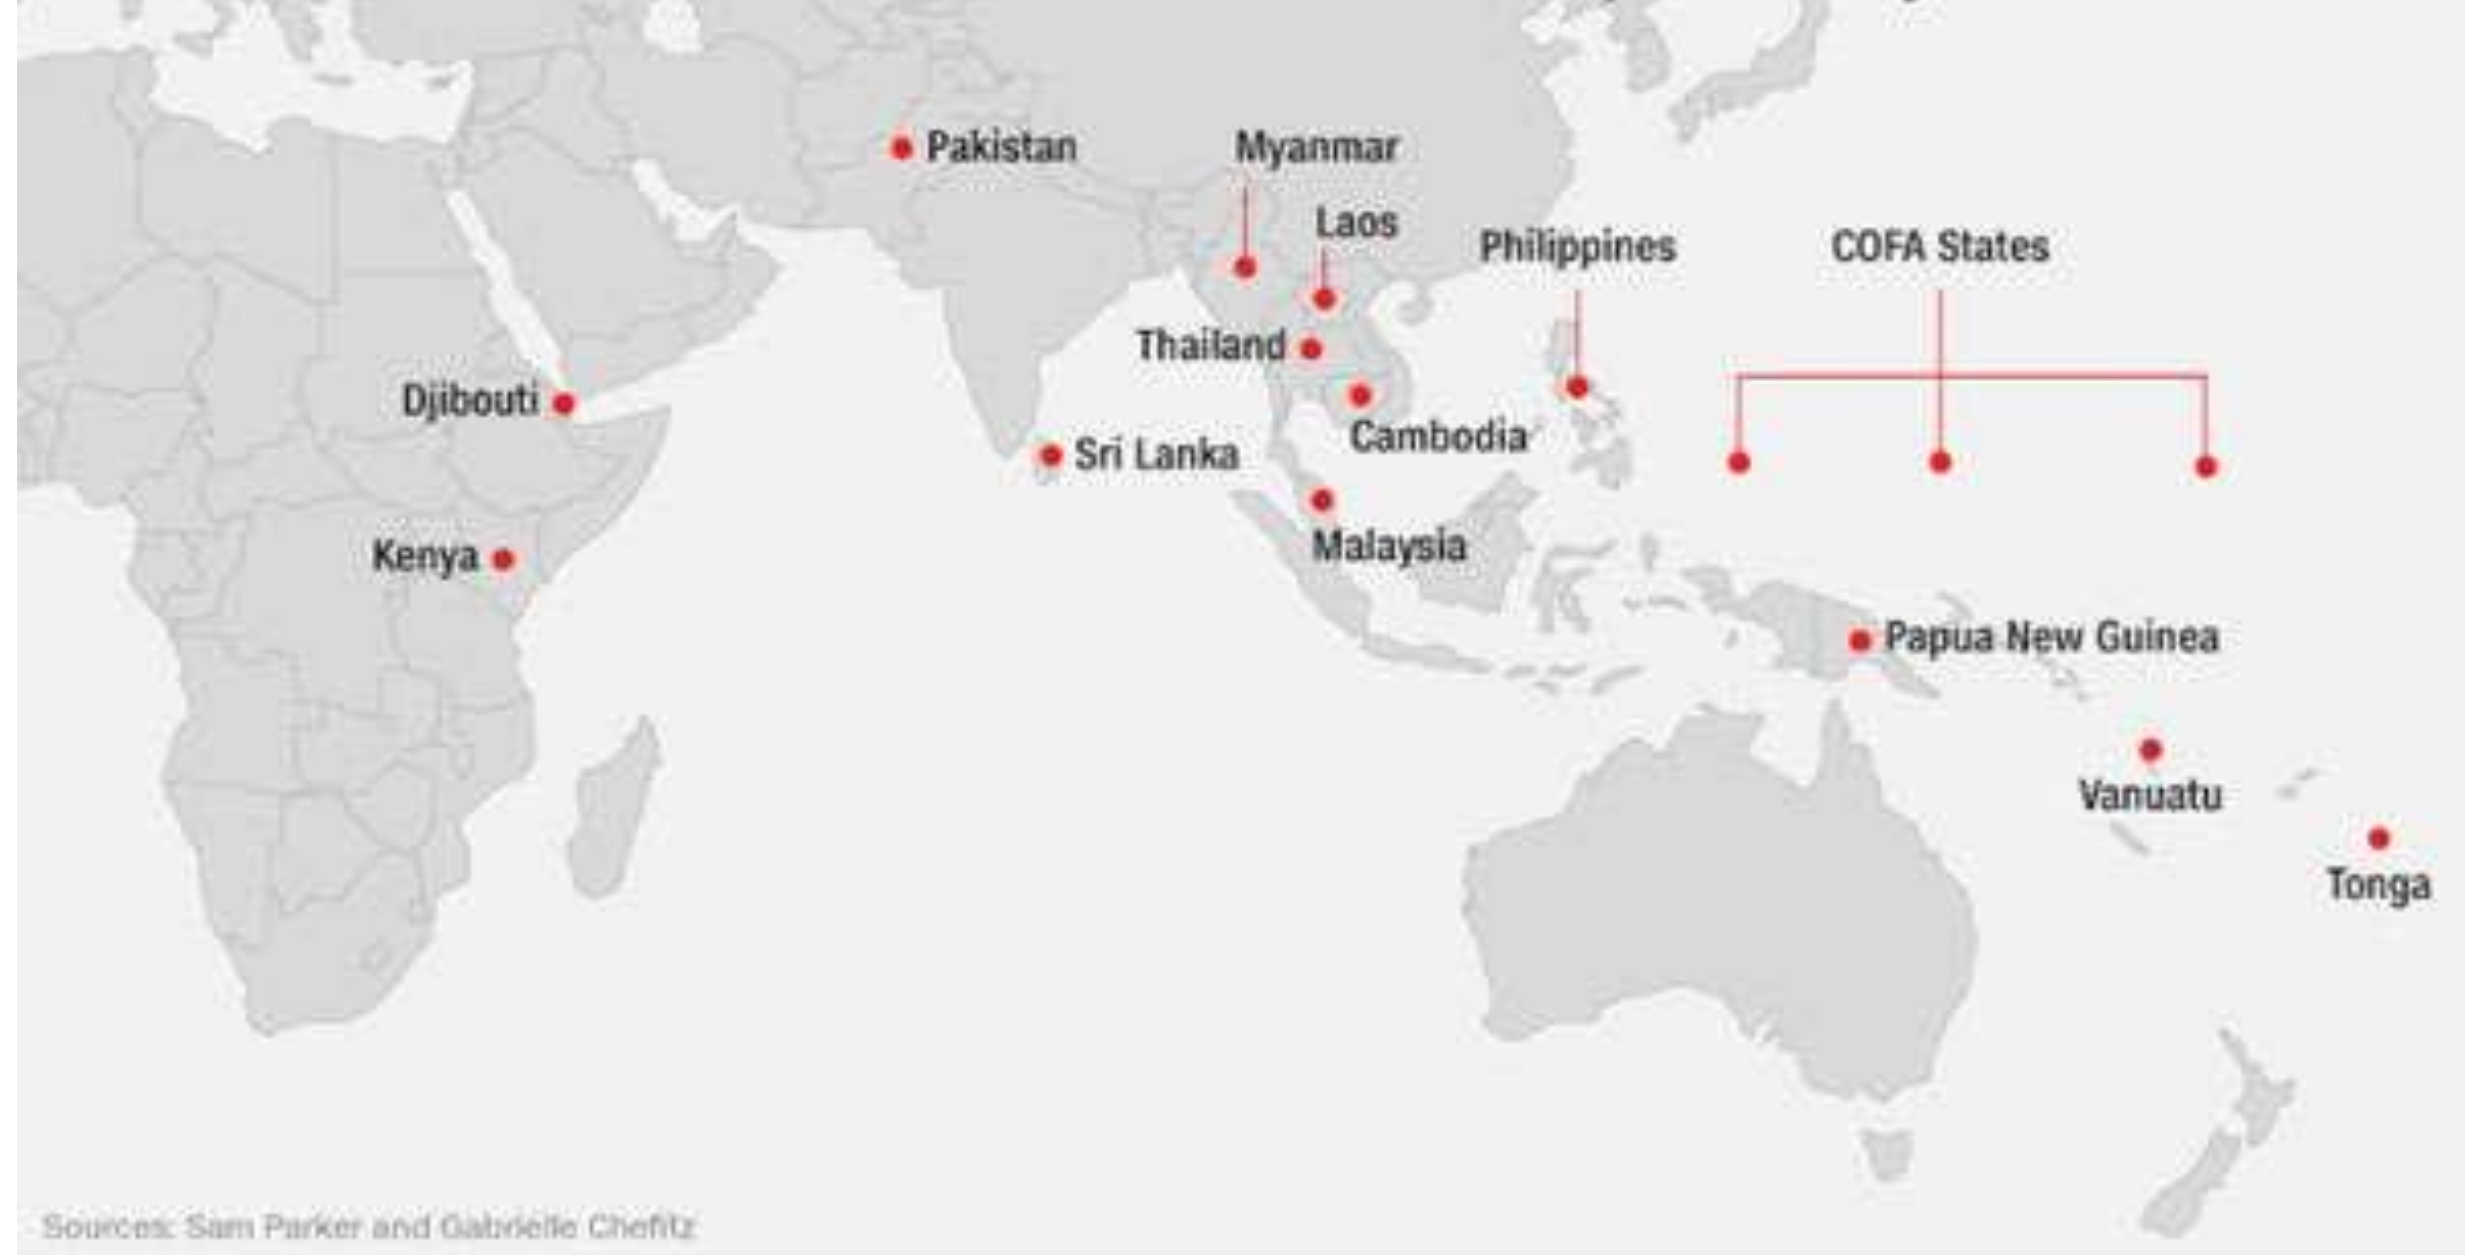 Pakistan
Myanmar
Laos
Philippines
COFA States
Thailand
Djibouti
Cambodia
Sri Lanka
Malaysia
Kenya
Papua New Guinea
Vanuatu
Tonga
Sources: Sam Parker and Gabrielle Chefitz